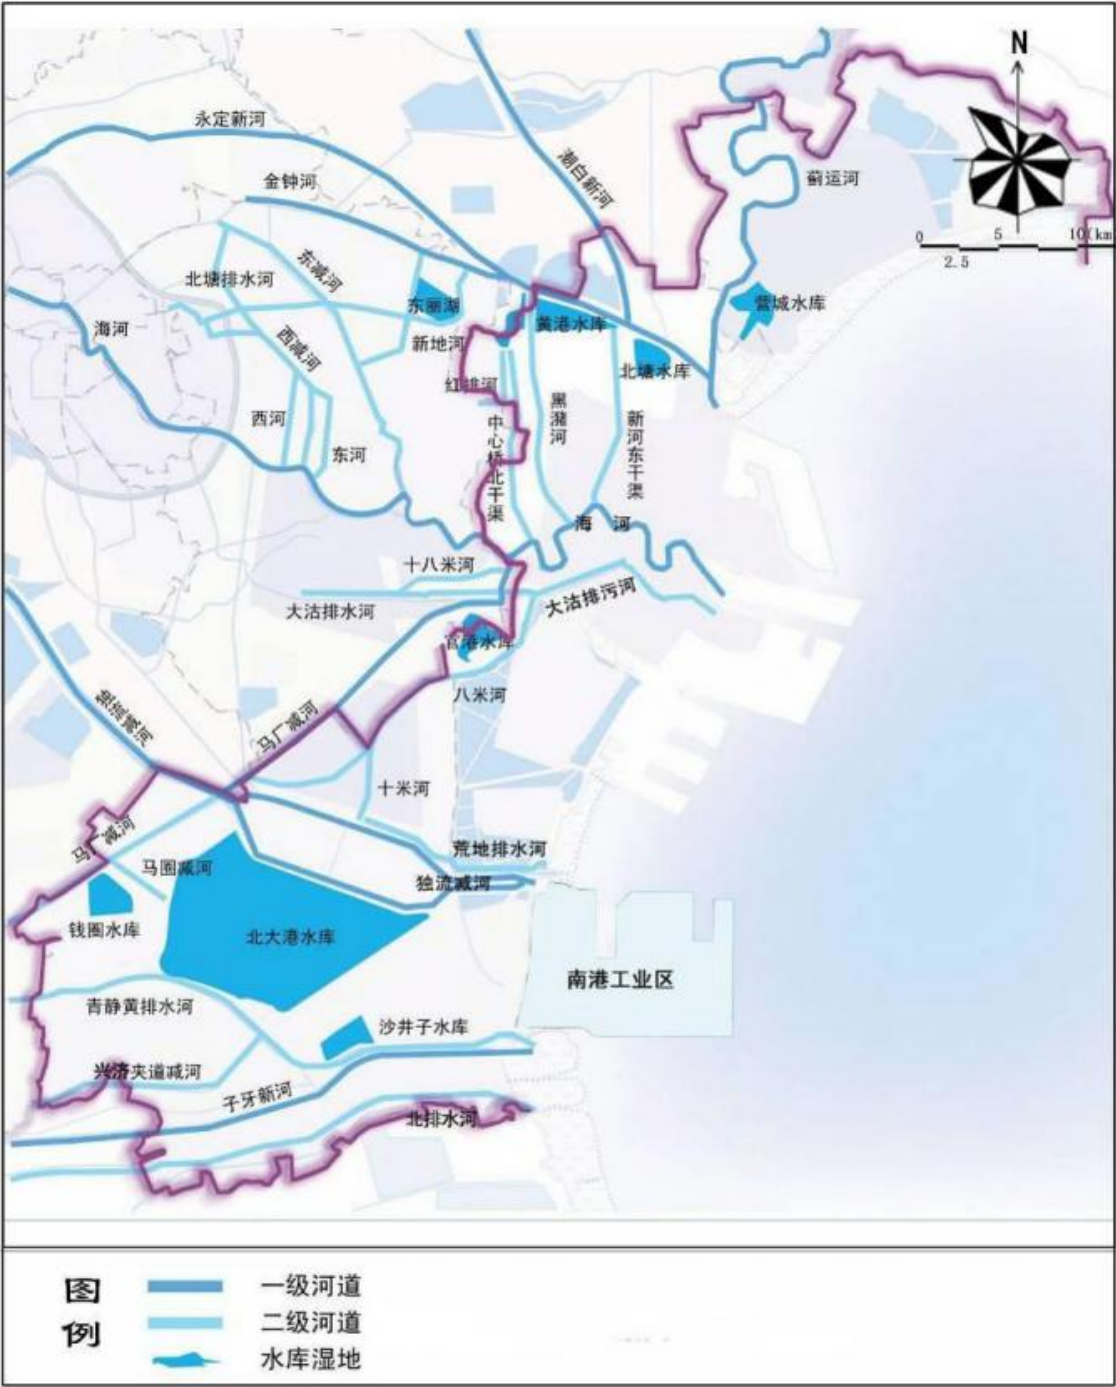 N
永定新河
金钟河
潮白新河
蓟运河
0
5
10(km
2.5
北塘排水河
东减河
东丽湖
黄港水库
营城水库
海河
西减河
新地河
红排河
北塘水库
西河
东河
中心桥北干渠
黑潴河
新河东干渠
海河
十八米河
大沽排水河
大沽排污河
官港水库
八米河
独流减河
马厂减河
十米河
马厂减河
马圈减河
荒地排水河
独流减河
钱圈水库
北大港水库
南港工业区
青静黄排水河
沙井子水库
兴济夹道减河
子牙新河
北排水河
图例
一级河道
二级河道
水库湿地